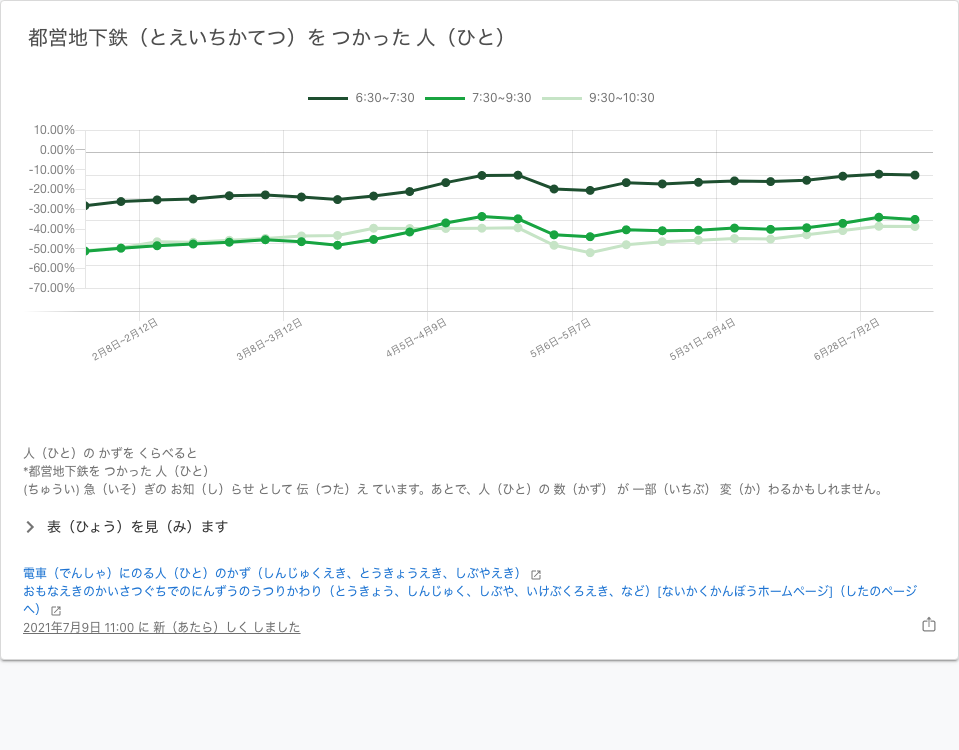 都営地下鉄（とえいちかてつ）を つかった 人（ひと）
6:30~7:30 7:30~9:30 9:30~10:30
10.00%
0.00%
-10.00%
-20.00%
-30.00%
-40.00%
-50.00%
-60.00%
-70.00%
2月8日~2月12日
3月8日~3月12日
4月5日~4月9日
5月6日~5月7日
5月31日~6月4日
6月28日~7月2日
人（ひと）の かずを くらべると
*都営地下鉄を つかった 人（ひと）
(ちゅうい) 急（いそ）ぎの お知（し）らせ として 伝（つた）え ています。あとで、人（ひと）の 数（かず） が 一部（いちぶ） 変（か）わるかもしれません。
表（ひょう）を見（み）ます
電車（でんしゃ）にのる人（ひと）のかず（しんじゅくえき、とうきょうえき、しぶやえき）
おもなえきのかいさつぐちでのにんずうのうつりかわり（とうきょう、しんじゅく、しぶや、いけぶくろえき、など）[ないかくかんぼうホームページ]（したのページ
へ）
2021年7月9日 11:00 に 新（あたら）しく しました